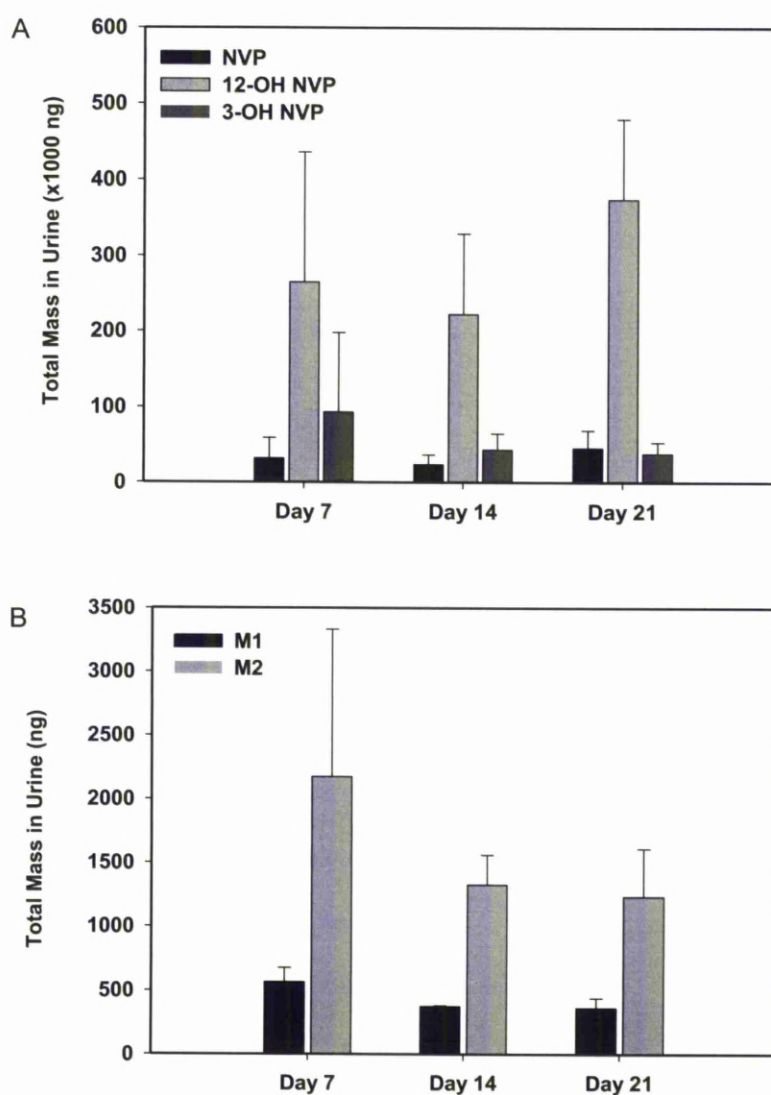 A
Total Mass in Urine (x1000 ng)
600
500
400
300
200
100
0
NVP
12-OH NVP
3-OH NVP
Day 7 Day 14 Day 21
B
Total Mass in Urine (ng)
3500
3000
2500
2000
1500
1000
500
0
M1
M2
Day 7 Day 14 Day 21